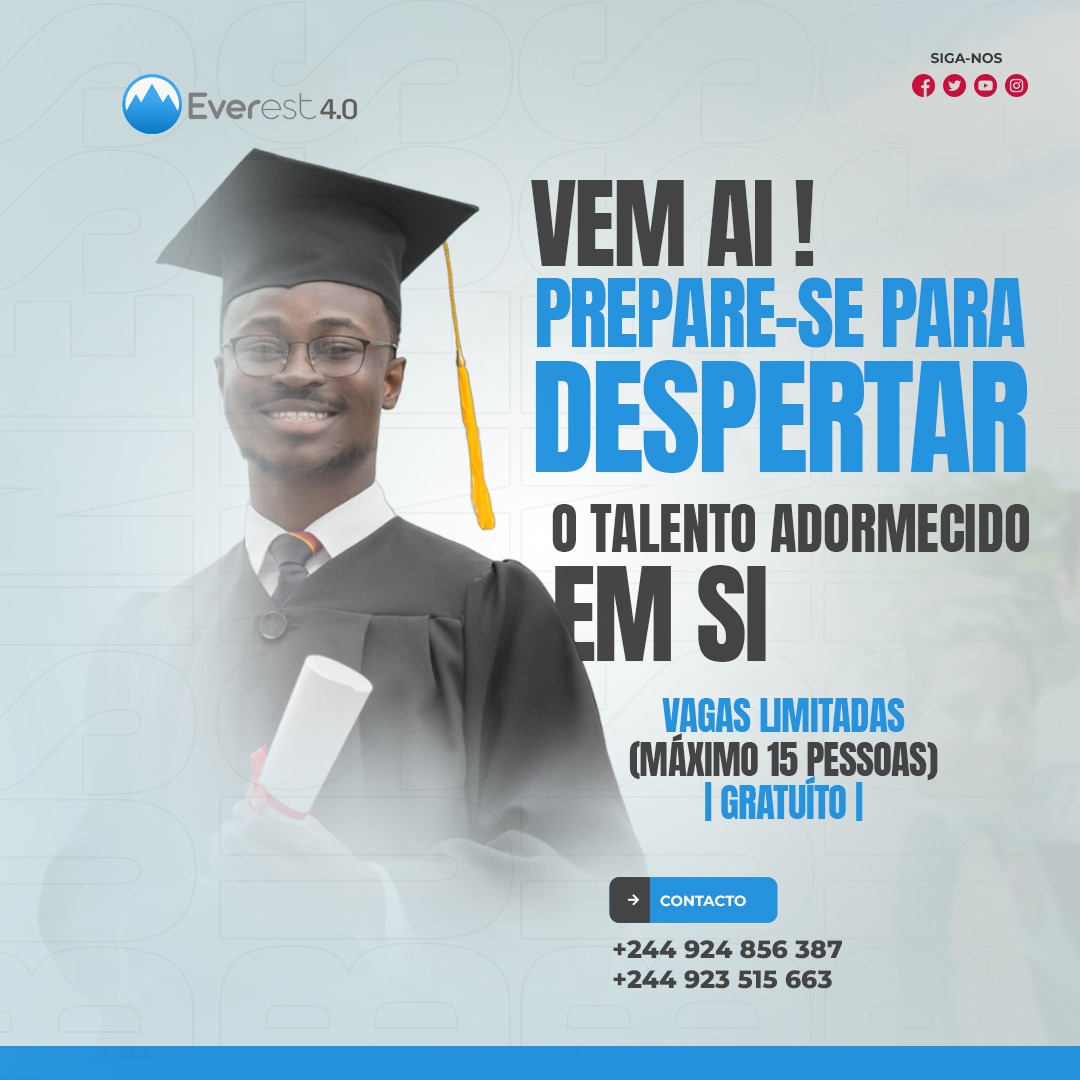 Everest 4.0
SIGA-NOS
VEM AI !
PREPARE-SE PARA
DESPERTAR
O TALENTO ADORMECIDO
EM SI
VAGAS LIMITADAS
(MÁXIMO 15 PESSOAS)
| GRATUÍTO |
CONTACTO
+244 924 856 387
+244 923 515 663